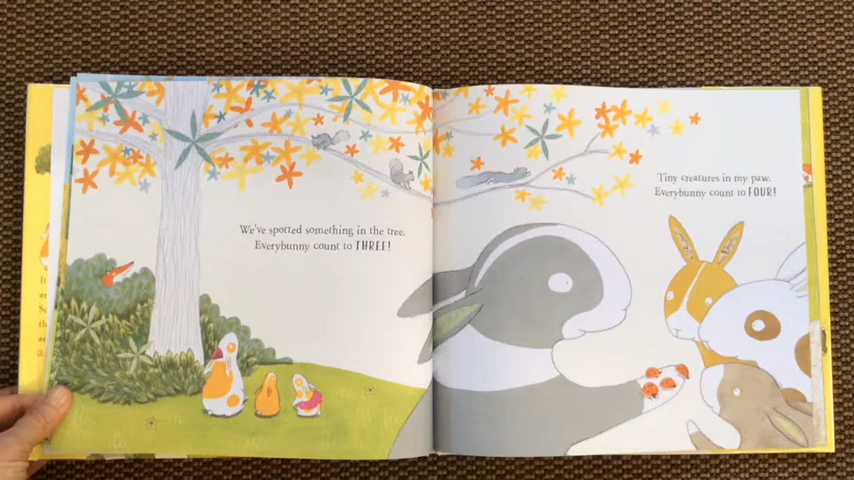 We've spotted something in the tree.
Everybunny count to THREE!
Tiny creatures in my paw.
Everybunny count to FOUR!